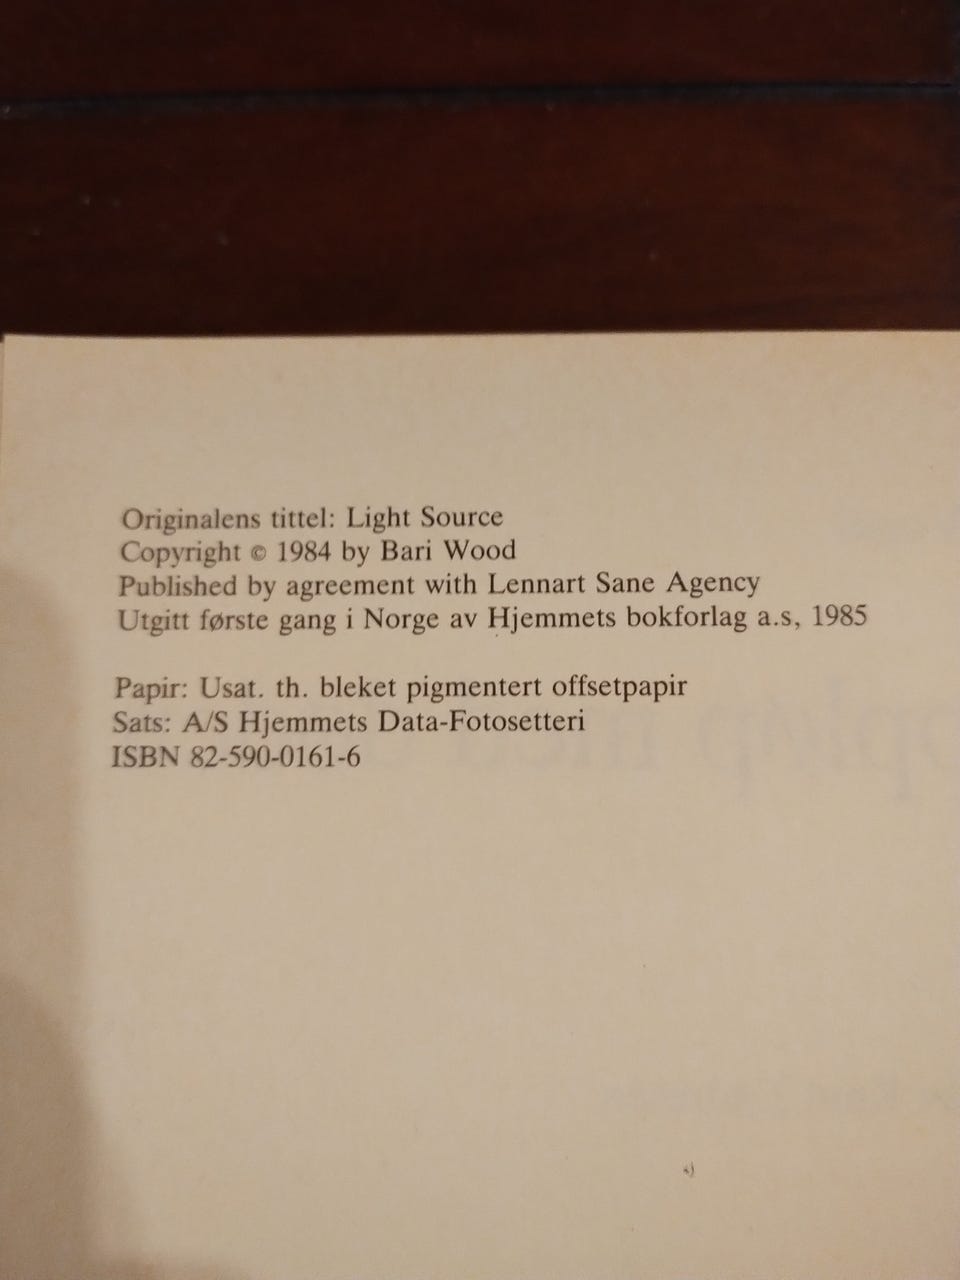 Originalens tittel: Light Source
Copyright © 1984 by Bari Wood
Published by agreement with Lennart Sane Agency
Utgitt første gang i Norge av Hjemmets bokforlag a.s, 1985
Papir: Usat. th. bleket pigmentert offsetpapir
Sats: A/S Hjemmets Data-Fotosetteri
ISBN 82-590-0161-6